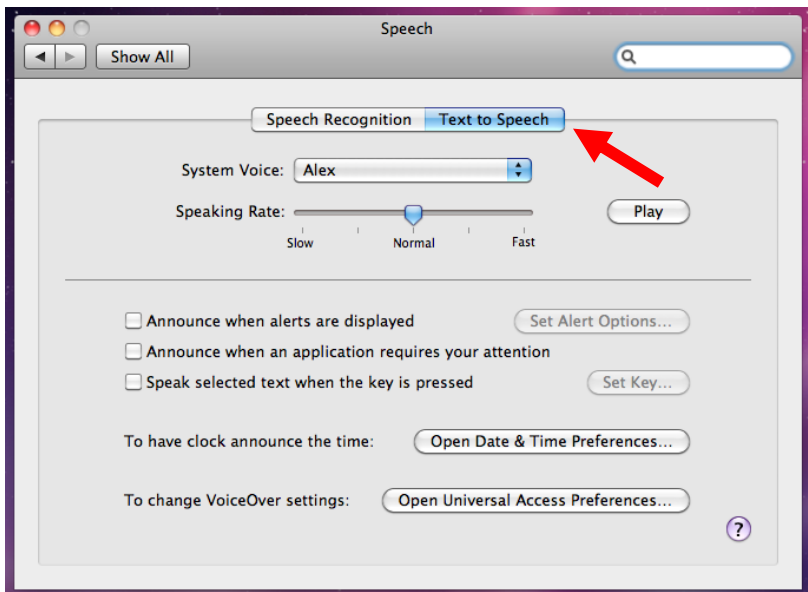 Speech
Show All
Speech Recognition Text to Speech
System Voice: Alex
Speaking Rate: Play
Slow Normal Fast
Announce when alerts are displayed Set Alert Options...
Announce when an application requires your attention
Speak selected text when the key is pressed Set Key...
To have clock announce the time: Open Date & Time Preferences...
To change VoiceOver settings: Open Universal Access Preferences...
?